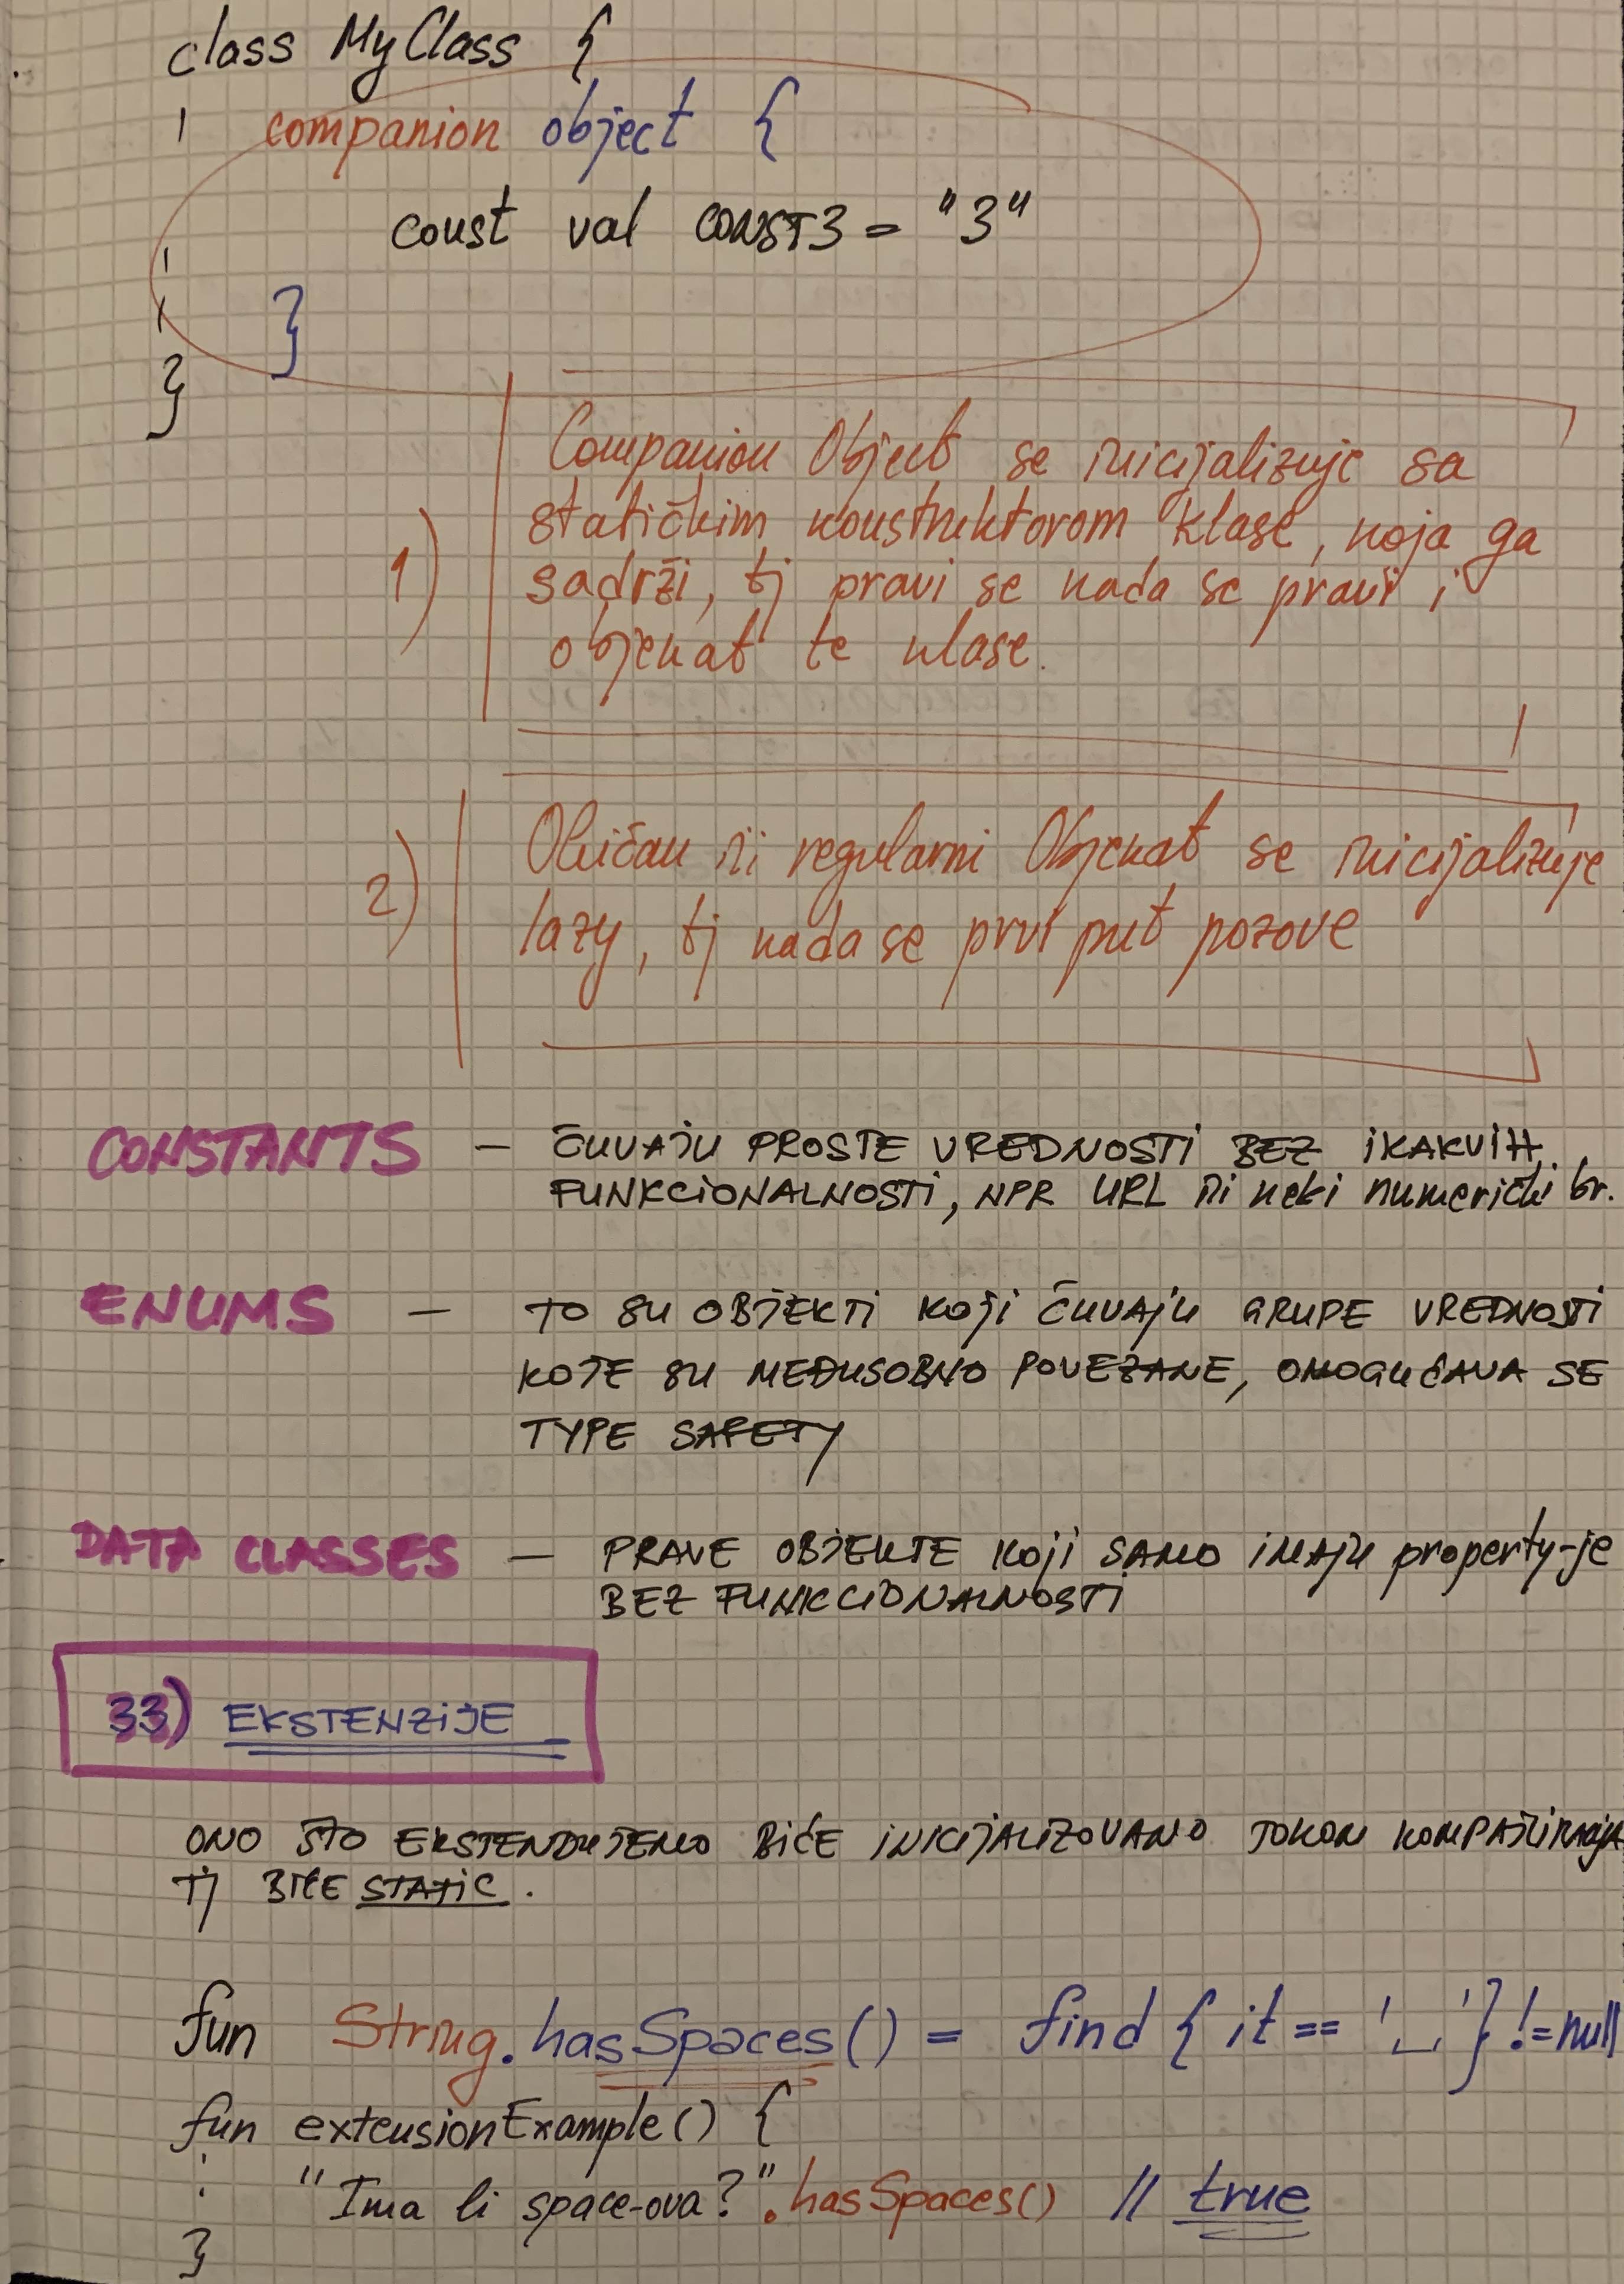 class MyClass {
companion object {
const val CONST3 = "3"
}
}
1) Companion Object se inicijalizuje sa
statičkim konstruktorom klase, koja ga
sadrži, tj pravi se kada se pravi i
objekat te klase.
2) Običan ili regularni Objekat se inicijalizuje
lazy, tj kada se prvi put pozove
CONSTANTS — ČUVAJU PROSTE VREDNOSTI BEZ IKAKVIH
FUNKCIONALNOSTI, NPR URL ili neki numerički br.
ENUMS — TO SU OBJEKTI KOJI ČUVAJU GRUPE VREDNOSTI
KOJE SU MEĐUSOBNO POVEZANE, OMOGUĆAVA SE
TYPE SAFETY
DATA CLASSES — PRAVE OBJEKTE KOJI SAMO IMAJU property-je
BEZ FUNKCIONALNOSTI
33) EKSTENZIJE
ONO ŠTO EKSTENDUJEMO BIĆE INICIJALIZOVANO TOKOM KOMPAJLIRANJA
TJ BIĆE STATIC.
fun String.hasSpaces() = find { it == '␣' } != null
fun extensionExample() {
"Ima li space-ova?".hasSpaces() // true
}